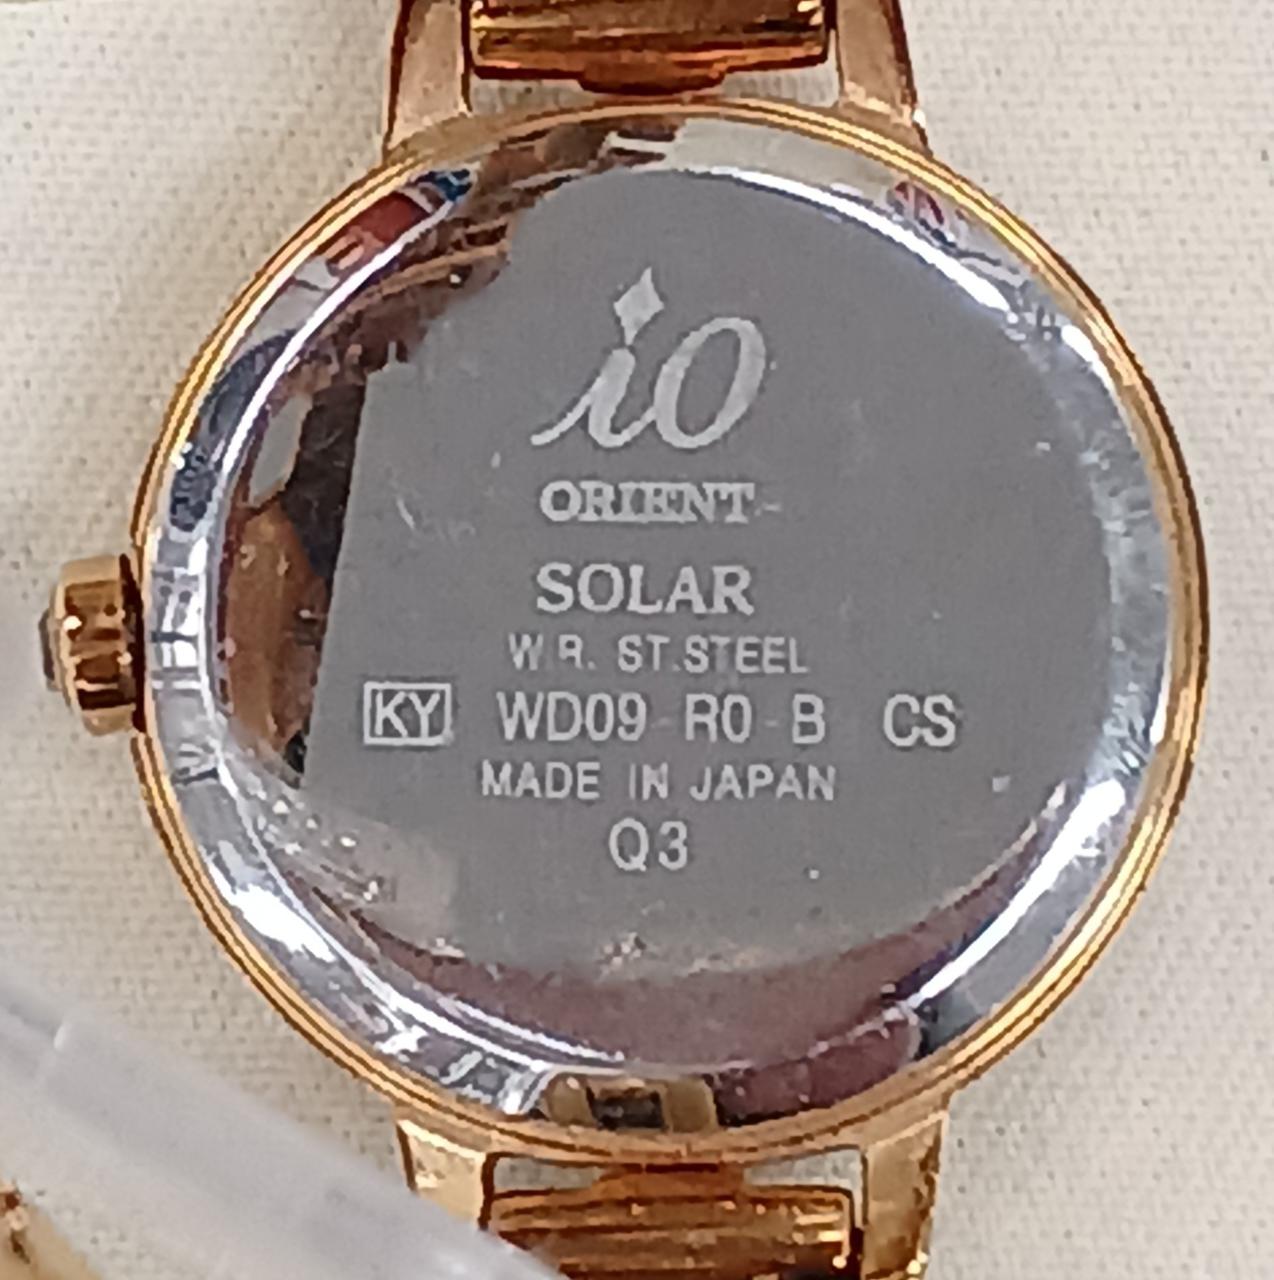 io
ORIENT
SOLAR
W.R. ST.STEEL
KY WD09-R0-B CS
MADE IN JAPAN
Q3